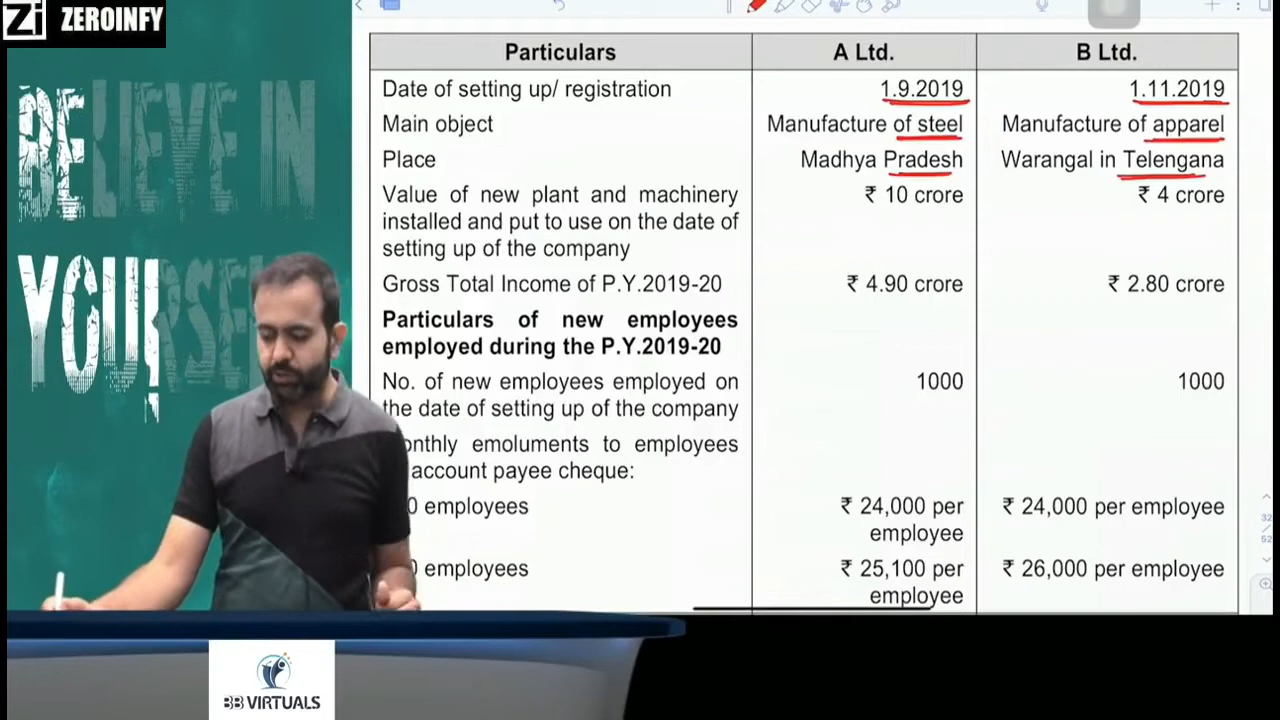 Zi ZEROINFY
BELIEVE IN
YOURSE
Particulars A Ltd. B Ltd.
Date of setting up/ registration 1.9.2019 1.11.2019
Main object Manufacture of steel Manufacture of apparel
Place Madhya Pradesh Warangal in Telengana
Value of new plant and machinery ₹ 10 crore ₹ 4 crore
installed and put to use on the date of
setting up of the company
Gross Total Income of P.Y.2019-20 ₹ 4.90 crore ₹ 2.80 crore
Particulars of new employees
employed during the P.Y.2019-20
No. of new employees employed on 1000 1000
the date of setting up of the company
onthly emoluments to employees
account payee cheque:
0 employees ₹ 24,000 per ₹ 24,000 per employee
employee
0 employees ₹ 25,100 per ₹ 26,000 per employee
employee
32
52
BB VIRTUALS